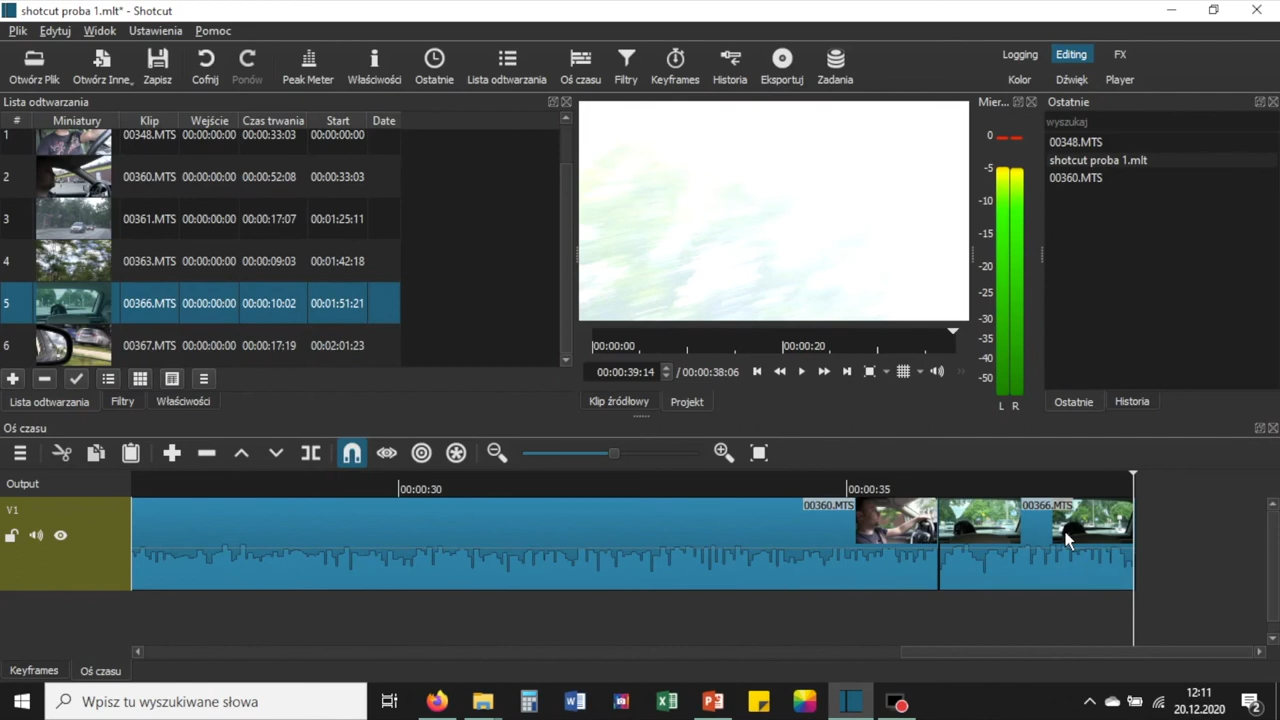 shotcut proba 1.mlt* - Shotcut
Plik Edytuj Widok Ustawienia Pomoc
Otwórz Plik Otwórz Inne.. Zapisz Cofnij Ponów Peak Meter Właściwości Ostatnie Lista odtwarzania Oś czasu Filtry Keyframes Historia Eksportuj Zadania
Logging Editing FX
Kolor Dźwięk Player
Lista odtwarzania
# Miniatury Klip Wejście Czas trwania Start Date
1 00348.MTS 00:00:00:00 00:00:33:03 00:00:00:00
2 00360.MTS 00:00:00:00 00:00:52:08 00:00:33:03
3 00361.MTS 00:00:00:00 00:00:17:07 00:01:25:11
4 00363.MTS 00:00:00:00 00:00:09:03 00:01:42:18
5 00366.MTS 00:00:00:00 00:00:10:02 00:01:51:21
6 00367.MTS 00:00:00:00 00:00:17:19 00:02:01:23
Lista odtwarzania Filtry Właściwości
00:00:00 00:00:20
00:00:39:14 / 00:00:38:06
Klip źródłowy Projekt
Mier...
0
-5
-10
-15
-20
-25
-30
-35
-40
-50
L R
Ostatnie
wyszukaj
00348.MTS
shotcut proba 1.mlt
00360.MTS
Ostatnie Historia
Oś czasu
Output
00:00:30 00:00:35
V1
00360.MTS 00366.MTS
Keyframes Oś czasu
Wpisz tu wyszukiwane słowa
12:11
20.12.2020
2